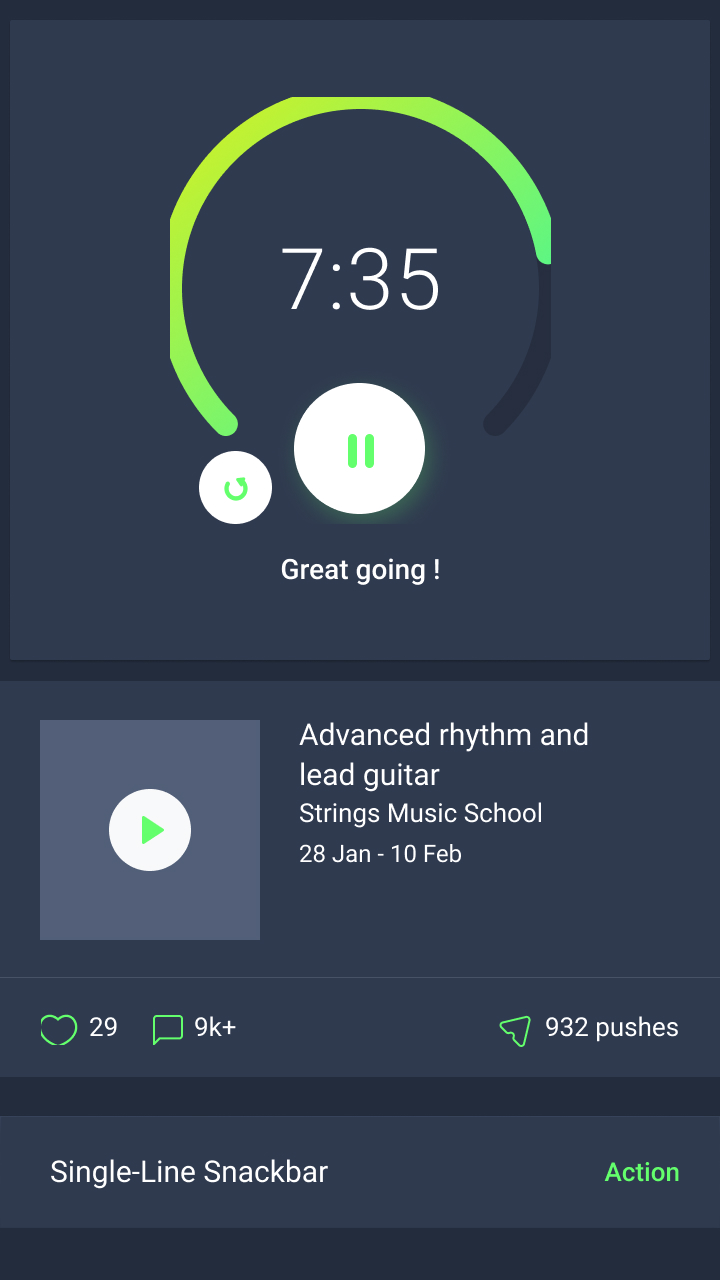 7:35
Great going !
Advanced rhythm and
lead guitar
Strings Music School
28 Jan - 10 Feb
29 9k+ 932 pushes
Single-Line Snackbar Action